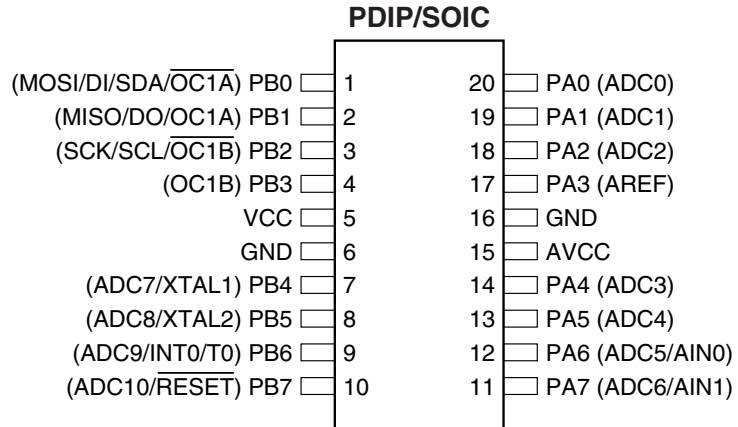 PDIP/SOIC
(MOSI/DI/SDA/O̅C̅1̅A̅) PB0 1 20 PA0 (ADC0)
(MISO/DO/OC1A) PB1 2 19 PA1 (ADC1)
(SCK/SCL/O̅C̅1̅B̅) PB2 3 18 PA2 (ADC2)
(OC1B) PB3 4 17 PA3 (AREF)
VCC 5 16 GND
GND 6 15 AVCC
(ADC7/XTAL1) PB4 7 14 PA4 (ADC3)
(ADC8/XTAL2) PB5 8 13 PA5 (ADC4)
(ADC9/INT0/T0) PB6 9 12 PA6 (ADC5/AIN0)
(ADC10/R̅E̅S̅E̅T̅) PB7 10 11 PA7 (ADC6/AIN1)